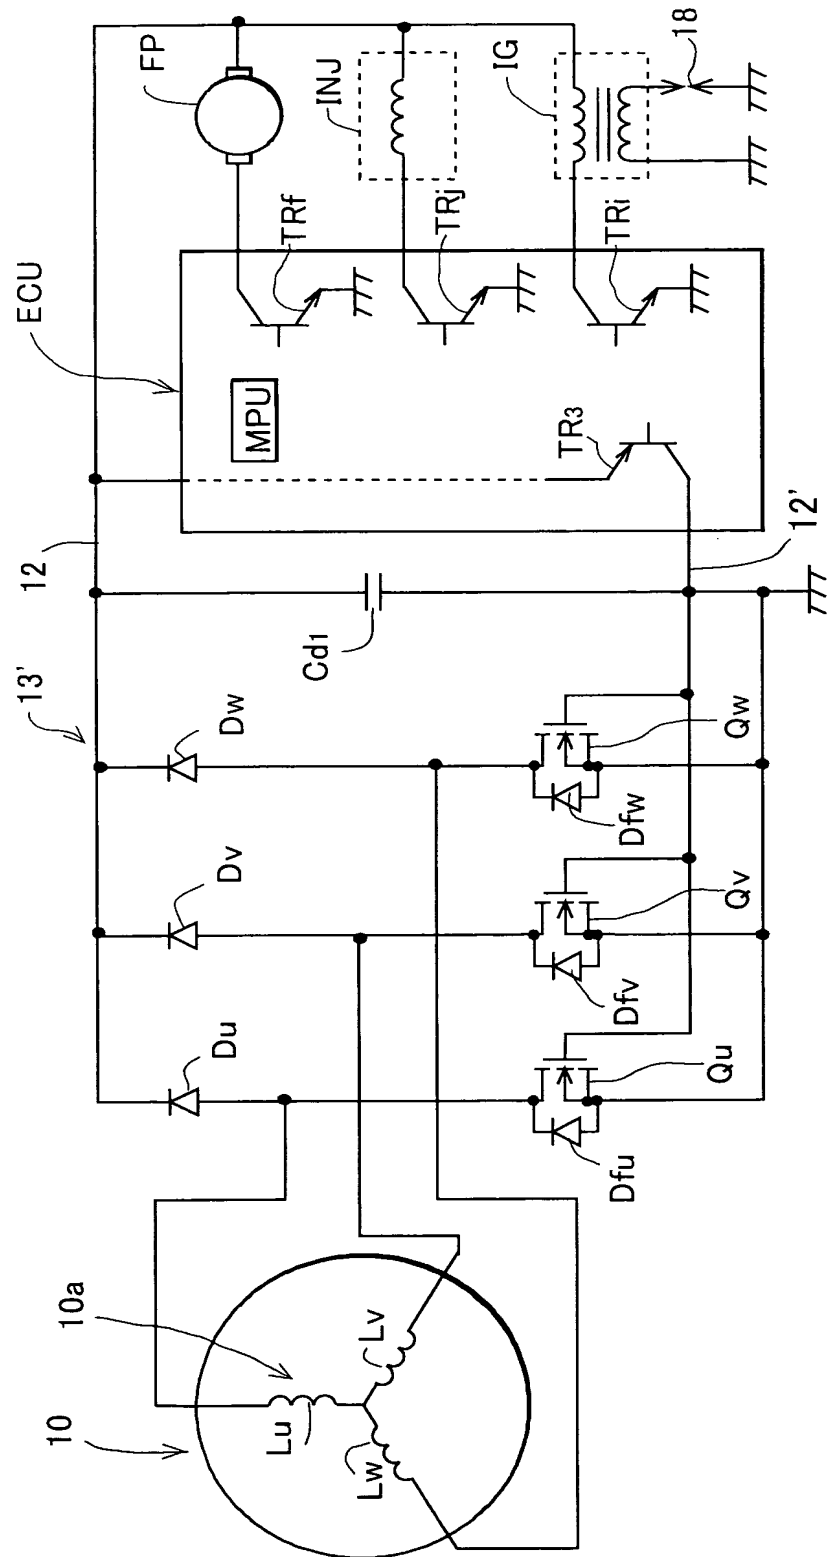 10
10a
Lu
Lv
Lw
13'
12
Du
Dv
Dw
Cd1
Dfu
Dfv
Dfw
Qu
Qv
Qw
12'
ECU
MPU
TR3
TRf
TRj
TRi
FP
INJ
IG
18